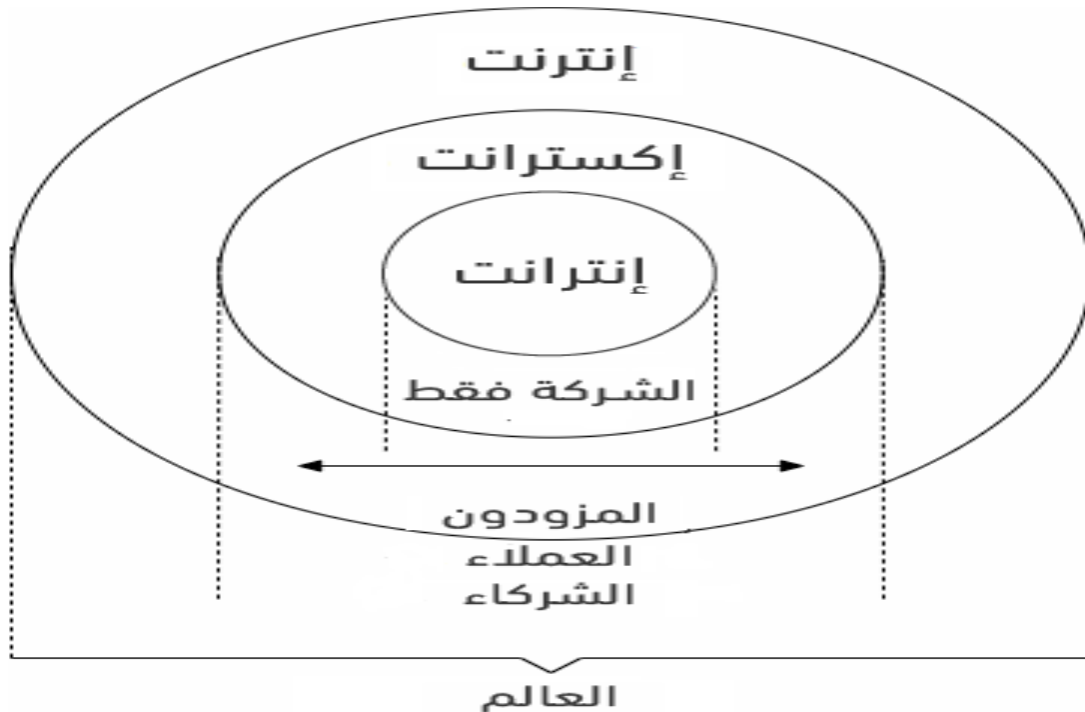 إنترنت
إكسترانت
إنترانت
الشركة فقط
المزودون
العملاء
الشركاء
العالم